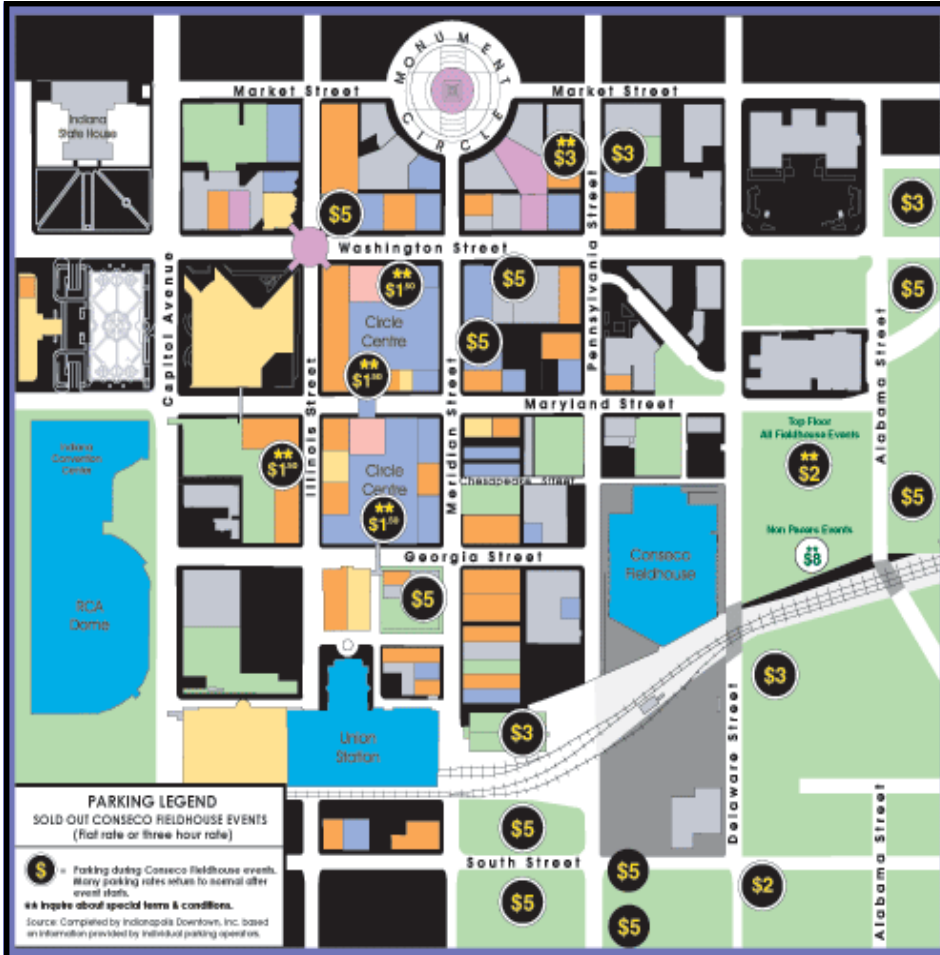 MONUMENT
CIRCLE
Market Street
Market Street
Indiana
State House
** $3
$3
$3
$5
Washington Street
Capitol Avenue
Illinois Street
Meridian Street
Pennsylvania Street
Alabama Street
** $1.50
$5
$5
Circle
Centre
$5
** $1.50
Maryland Street
Indiana
Convention
Center
** $1.50
Circle
Centre
Chesapeake Street
** $1.50
Top Floor
All Fieldhouse Events
** $2
$5
Non Pacers Events
** $8
Georgia Street
Conseco
Fieldhouse
$5
RCA
Dome
$3
$3
Union
Station
Delaware Street
Alabama Street
PARKING LEGEND
SOLD OUT CONSECO FIELDHOUSE EVENTS
(Flat rate or three hour rate)
$ = Parking during Conseco Fieldhouse events.
Many parking rates return to normal after
event starts.
** Inquire about special terms & conditions.
Source: Completed by Indianapolis Downtown, Inc. based
on information provided by individual parking operators.
$5
South Street
$5
$5
$2
$5